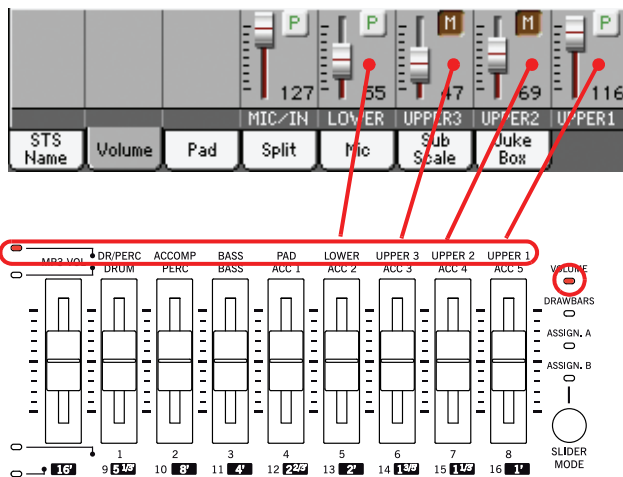 P P M M P
127 55 47 69 116
MIC/IN LOWER UPPER3 UPPER2 UPPER1
STS Name Volume Pad Split Mic Sub Scale Juke Box
MP3 VOL DR/PERC ACCOMP BASS PAD LOWER UPPER 3 UPPER 2 UPPER 1
DRUM PERC BASS ACC 1 ACC 2 ACC 3 ACC 4 ACC 5
VOLUME
DRAWBARS
ASSIGN. A
ASSIGN. B
SLIDER
MODE
1 2 3 4 5 6 7 8
16' 9 5 1/3' 10 8' 11 4' 12 2 2/3' 13 2' 14 1 3/5' 15 1 1/3' 16 1'